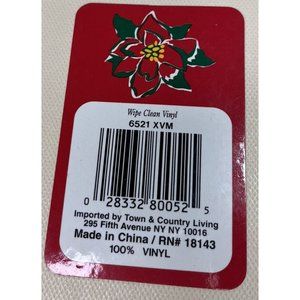 Wipe Clean Vinyl
6521 XVM
0 28332 80052 5
Imported by Town & Country Living
295 Fifth Avenue NY NY 10016
Made in China / RN# 18143
100% VINYL